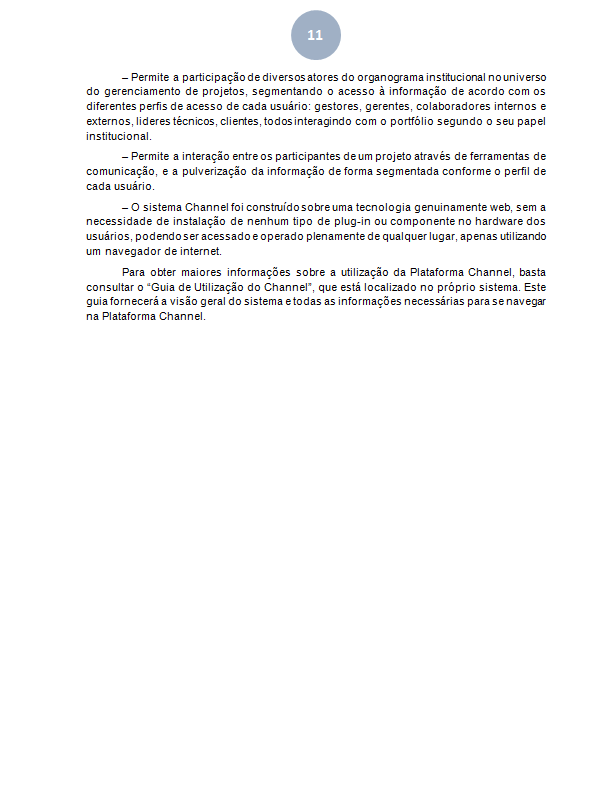 11
– Permite a participação de diversos atores do organograma institucional no universo
do gerenciamento de projetos, segmentando o acesso à informação de acordo com os
diferentes perfis de acesso de cada usuário: gestores, gerentes, colaboradores internos e
externos, lideres técnicos, clientes, todos interagindo com o portfólio segundo o seu papel
institucional.
– Permite a interação entre os participantes de um projeto através de ferramentas de
comunicação, e a pulverização da informação de forma segmentada conforme o perfil de
cada usuário.
– O sistema Channel foi construído sobre uma tecnologia genuinamente web, sem a
necessidade de instalação de nenhum tipo de plug-in ou componente no hardware dos
usuários, podendo ser acessado e operado plenamente de qualquer lugar, apenas utilizando
um navegador de internet.
Para obter maiores informações sobre a utilização da Plataforma Channel, basta
consultar o “Guia de Utilização do Channel”, que está localizado no próprio sistema. Este
guia fornecerá a visão geral do sistema e todas as informações necessárias para se navegar
na Plataforma Channel.